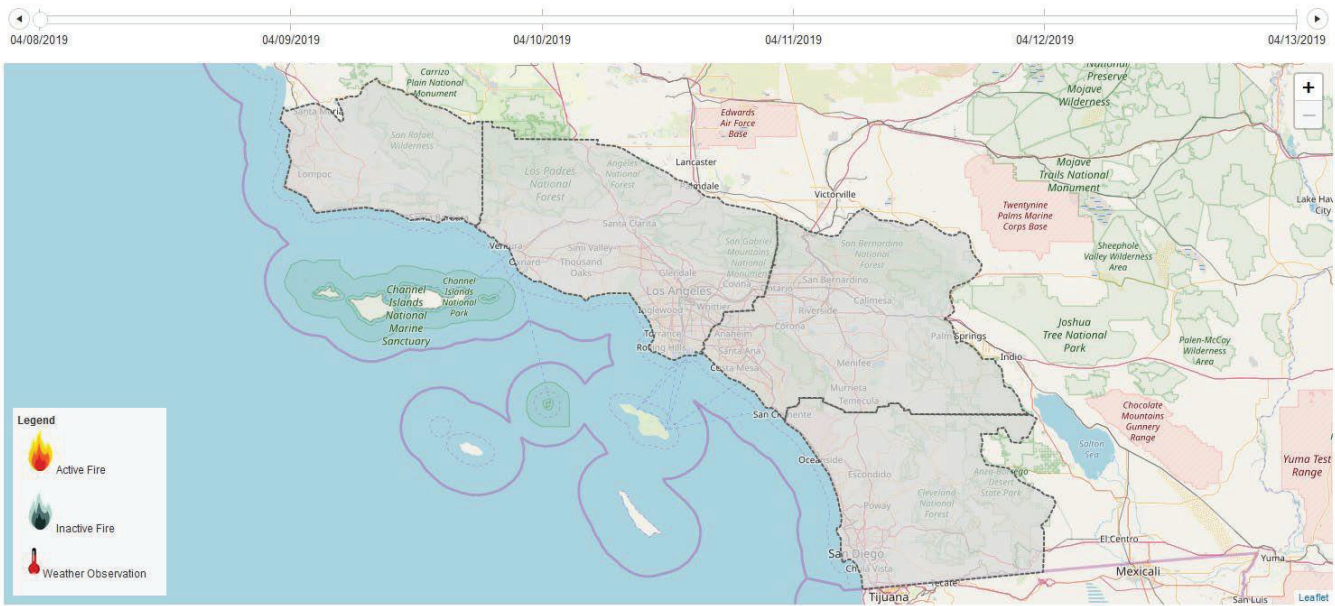 04/08/2019
04/09/2019
04/10/2019
04/11/2019
04/12/2019
04/13/2019
Carrizo
Plain National
Monument
National
Preserve
Mojave
Wilderness
+
−
Santa Maria
San Rafael
Wilderness
Edwards
Air Force
Base
Lompoc
Los Padres
National
Forest
Angeles
National
Forest
Lancaster
Palmdale
Victorville
Mojave
Trails National
Monument
Twentynine
Palms Marine
Corps Base
Lake Hav
City
Ventura
Santa Clarita
Simi Valley
Oxnard
Thousand
Oaks
San Gabriel
Mountains
National
Monument
San Bernardino
National
Forest
Sheephole
Valley Wilderness
Area
Glendale
Covina
Los Angeles
Ontario
San Bernardino
Whittier
Inglewood
Riverside
Calimesa
Channel
Islands
National
Marine
Sanctuary
Channel
Islands
National
Park
Torrance
Anaheim
Corona
Rolling Hills
Santa Ana
Costa Mesa
Palm Springs
Indio
Joshua
Tree National
Park
Palen-McCoy
Wilderness
Area
Menifee
Murrieta
Temecula
San Clemente
Chocolate
Mountains
Gunnery
Range
Salton
Sea
Yuma Test
Range
Oceanside
Escondido
Anza-Borrego
Desert
State Park
Poway
Cleveland
National
Forest
San Diego
Chula Vista
Tijuana
Tecate
El Centro
Mexicali
Yuma
San Luis
Legend
Active Fire
Inactive Fire
Weather Observation
Leaflet